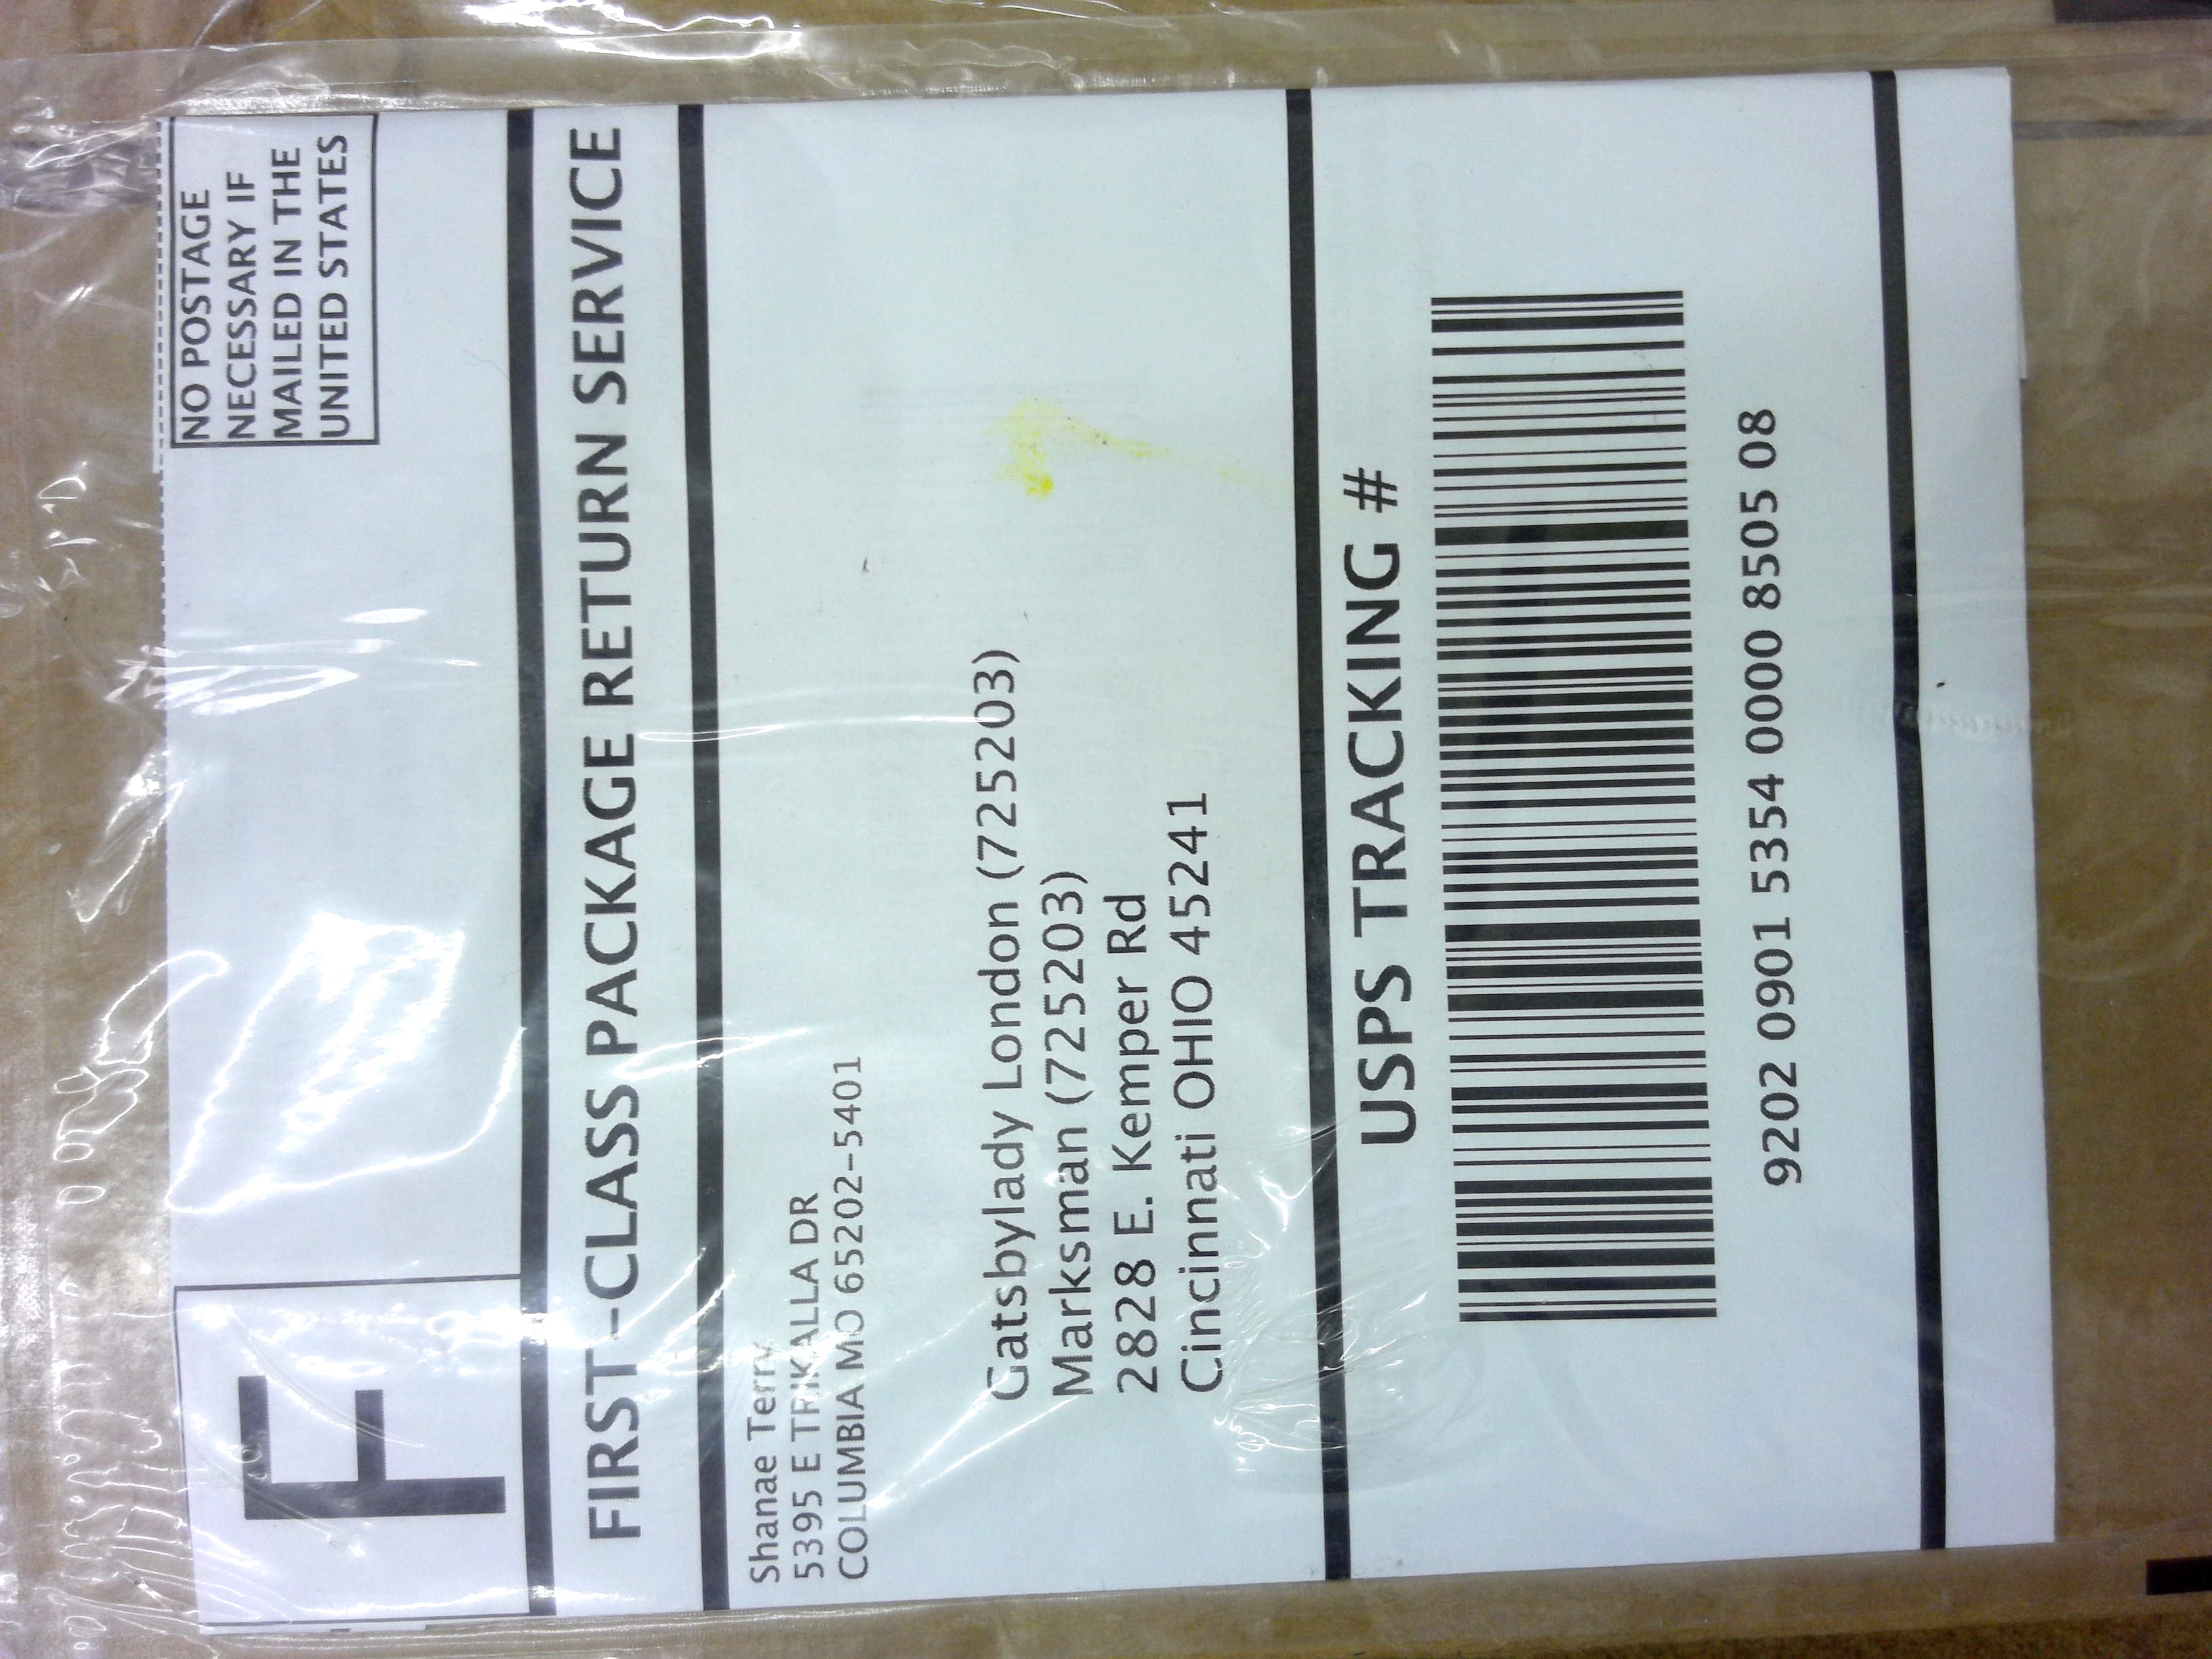 F
NO POSTAGE
NECESSARY IF
MAILED IN THE
UNITED STATES
FIRST-CLASS PACKAGE RETURN SERVICE
Shanae Terry
5395 E TRIKALLA DR
COLUMBIA MO 65202-5401
Gatsbylady London (725203)
Marksman (725203)
2828 E. Kemper Rd
Cincinnati OHIO 45241
USPS TRACKING #
9202 0901 5354 0000 8505 08